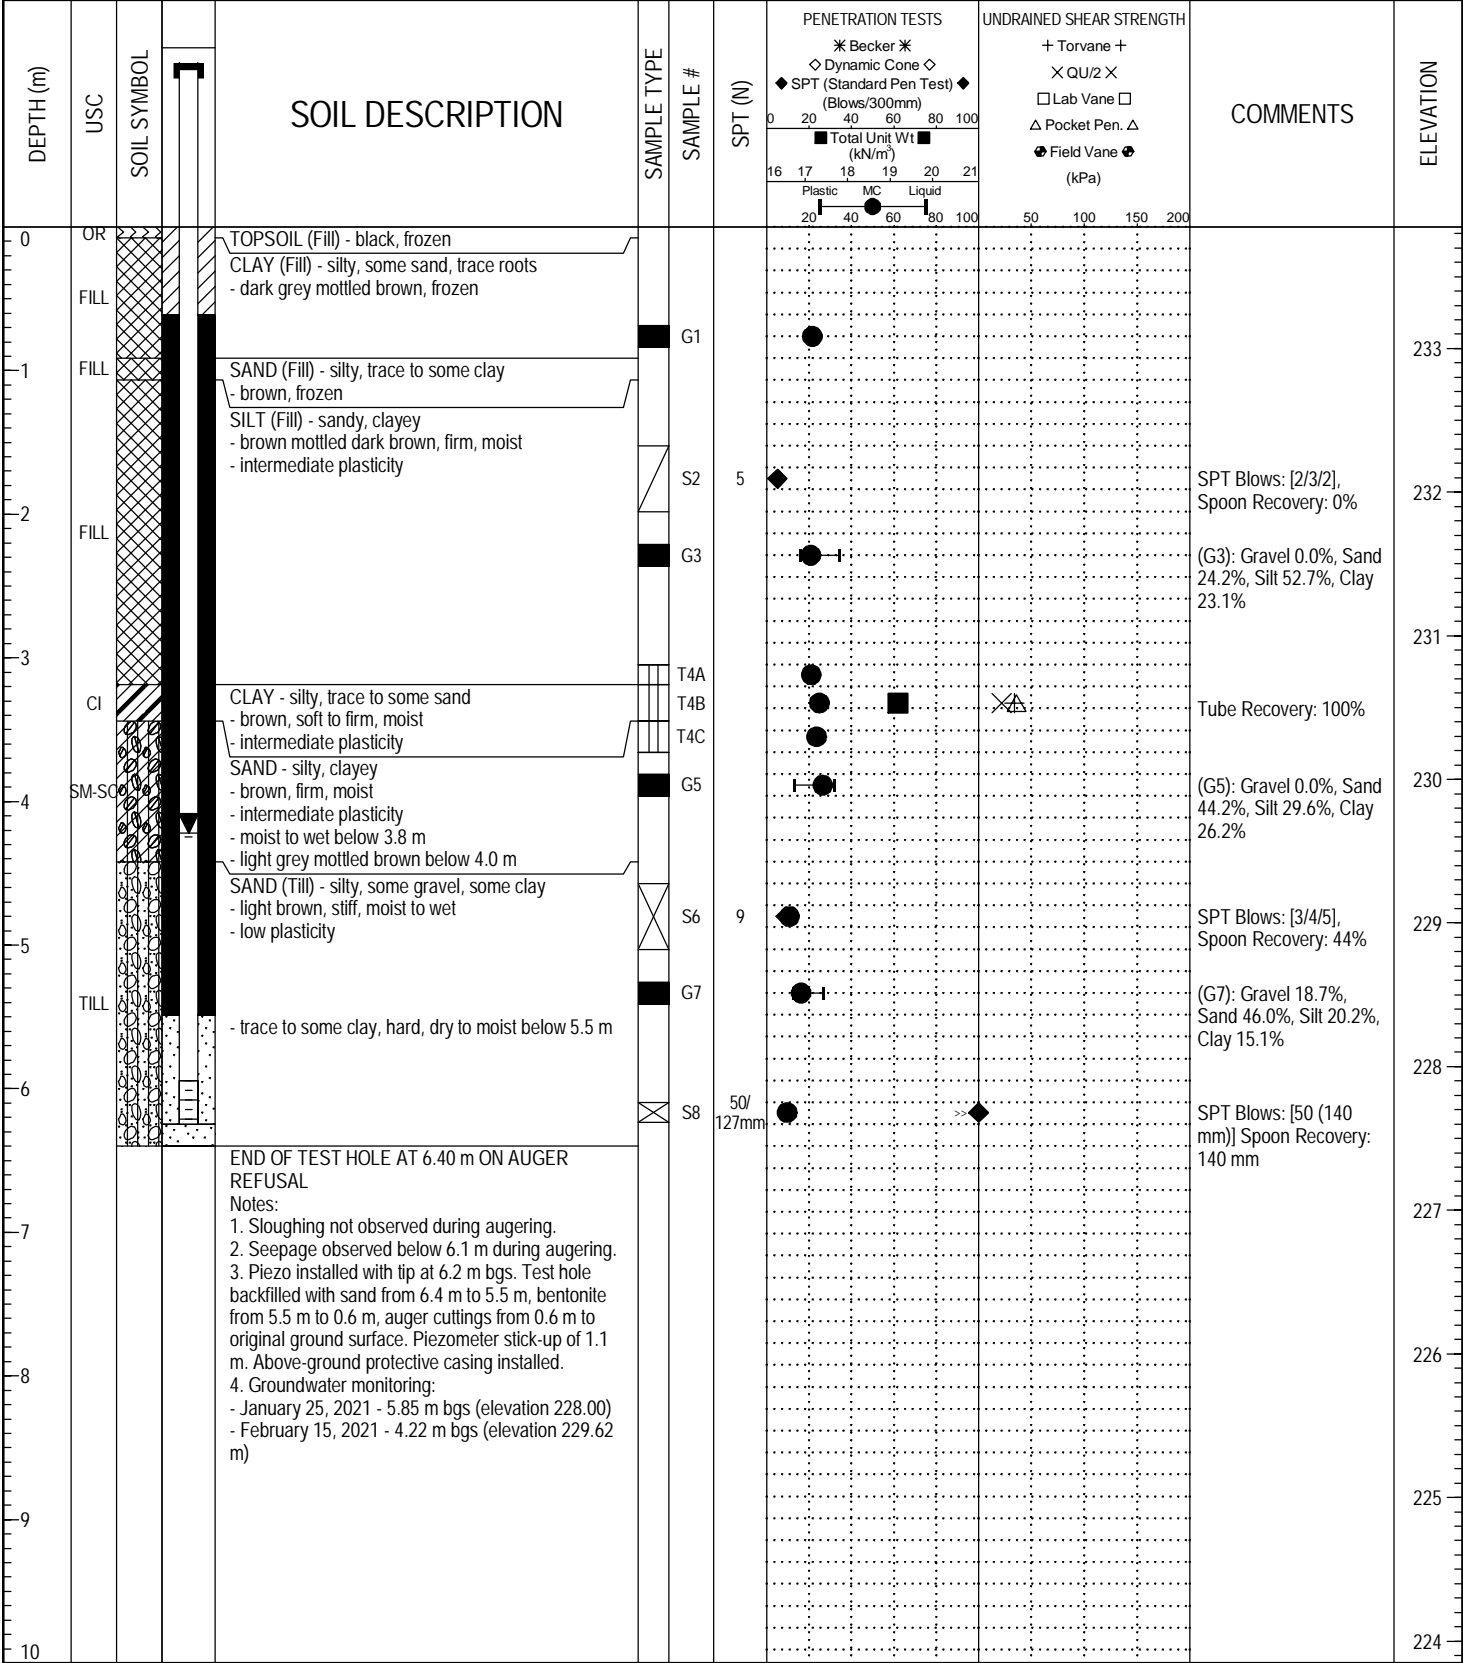 DEPTH (m)
USC
SOIL SYMBOL
SOIL DESCRIPTION
SAMPLE TYPE
SAMPLE #
SPT (N)
PENETRATION TESTS
✳ Becker ✳
◇ Dynamic Cone ◇
◆ SPT (Standard Pen Test) ◆
(Blows/300mm)
0 20 40 60 80 100
■ Total Unit Wt ■
(kN/m³)
16 17 18 19 20 21
Plastic MC Liquid
20 40 60 80 100
UNDRAINED SHEAR STRENGTH
+ Torvane +
× QU/2 ×
□ Lab Vane □
△ Pocket Pen. △
Field Vane
(kPa)
50 100 150 200
COMMENTS
ELEVATION
0
OR
TOPSOIL (Fill) - black, frozen
CLAY (Fill) - silty, some sand, trace roots
- dark grey mottled brown, frozen
FILL
G1
233
1
FILL
SAND (Fill) - silty, trace to some clay
- brown, frozen
SILT (Fill) - sandy, clayey
- brown mottled dark brown, firm, moist
- intermediate plasticity
S2
5
SPT Blows: [2/3/2],
Spoon Recovery: 0%
232
2
FILL
G3
(G3): Gravel 0.0%, Sand
24.2%, Silt 52.7%, Clay
23.1%
231
3
T4A
CI
CLAY - silty, trace to some sand
- brown, soft to firm, moist
- intermediate plasticity
T4B
Tube Recovery: 100%
T4C
SAND - silty, clayey
- brown, firm, moist
- intermediate plasticity
- moist to wet below 3.8 m
- light grey mottled brown below 4.0 m
230
SM-SC
4
G5
(G5): Gravel 0.0%, Sand
44.2%, Silt 29.6%, Clay
26.2%
SAND (Till) - silty, some gravel, some clay
- light brown, stiff, moist to wet
- low plasticity
S6
9
SPT Blows: [3/4/5],
Spoon Recovery: 44%
229
5
TILL
G7
(G7): Gravel 18.7%,
Sand 46.0%, Silt 20.2%,
Clay 15.1%
- trace to some clay, hard, dry to moist below 5.5 m
228
6
S8
50/
127mm
>>
SPT Blows: [50 (140
mm)] Spoon Recovery:
140 mm
END OF TEST HOLE AT 6.40 m ON AUGER
REFUSAL
Notes:
1. Sloughing not observed during augering.
2. Seepage observed below 6.1 m during augering.
3. Piezo installed with tip at 6.2 m bgs. Test hole
backfilled with sand from 6.4 m to 5.5 m, bentonite
from 5.5 m to 0.6 m, auger cuttings from 0.6 m to
original ground surface. Piezometer stick-up of 1.1
m. Above-ground protective casing installed.
4. Groundwater monitoring:
- January 25, 2021 - 5.85 m bgs (elevation 228.00)
- February 15, 2021 - 4.22 m bgs (elevation 229.62
m)
227
7
226
8
225
9
224
10